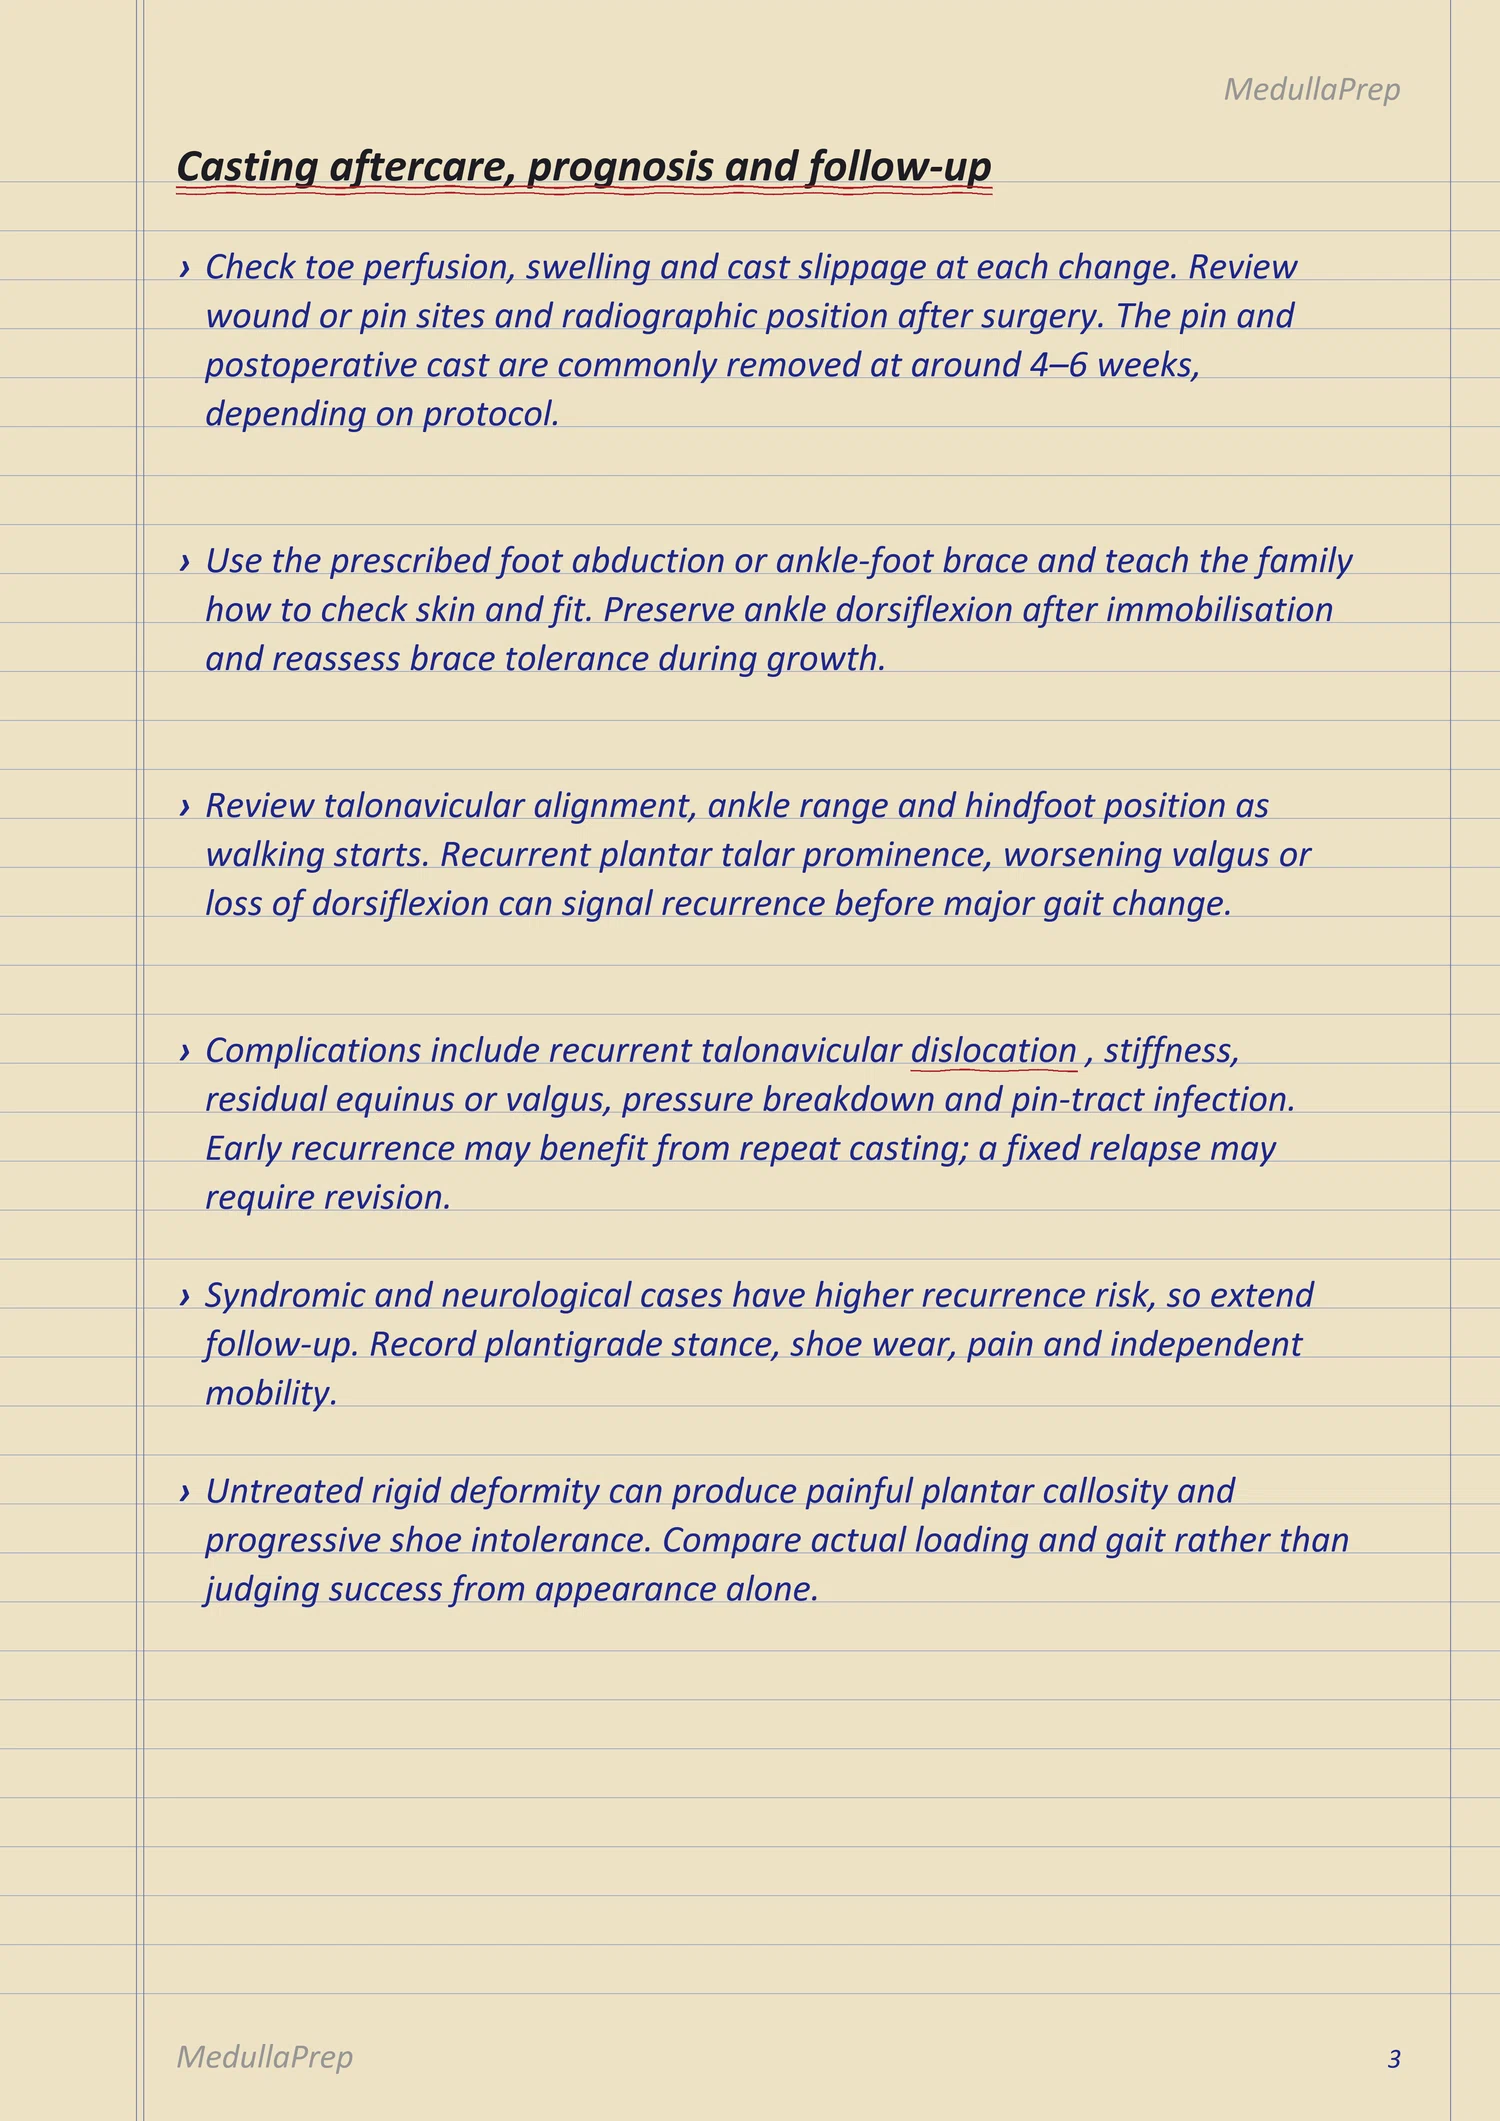 MedullaPrep
Casting aftercare, prognosis and follow-up
› Check toe perfusion, swelling and cast slippage at each change. Review
wound or pin sites and radiographic position after surgery. The pin and
postoperative cast are commonly removed at around 4–6 weeks,
depending on protocol.
› Use the prescribed foot abduction or ankle-foot brace and teach the family
how to check skin and fit. Preserve ankle dorsiflexion after immobilisation
and reassess brace tolerance during growth.
› Review talonavicular alignment, ankle range and hindfoot position as
walking starts. Recurrent plantar talar prominence, worsening valgus or
loss of dorsiflexion can signal recurrence before major gait change.
› Complications include recurrent talonavicular dislocation , stiffness,
residual equinus or valgus, pressure breakdown and pin-tract infection.
Early recurrence may benefit from repeat casting; a fixed relapse may
require revision.
› Syndromic and neurological cases have higher recurrence risk, so extend
follow-up. Record plantigrade stance, shoe wear, pain and independent
mobility.
› Untreated rigid deformity can produce painful plantar callosity and
progressive shoe intolerance. Compare actual loading and gait rather than
judging success from appearance alone.
MedullaPrep
3